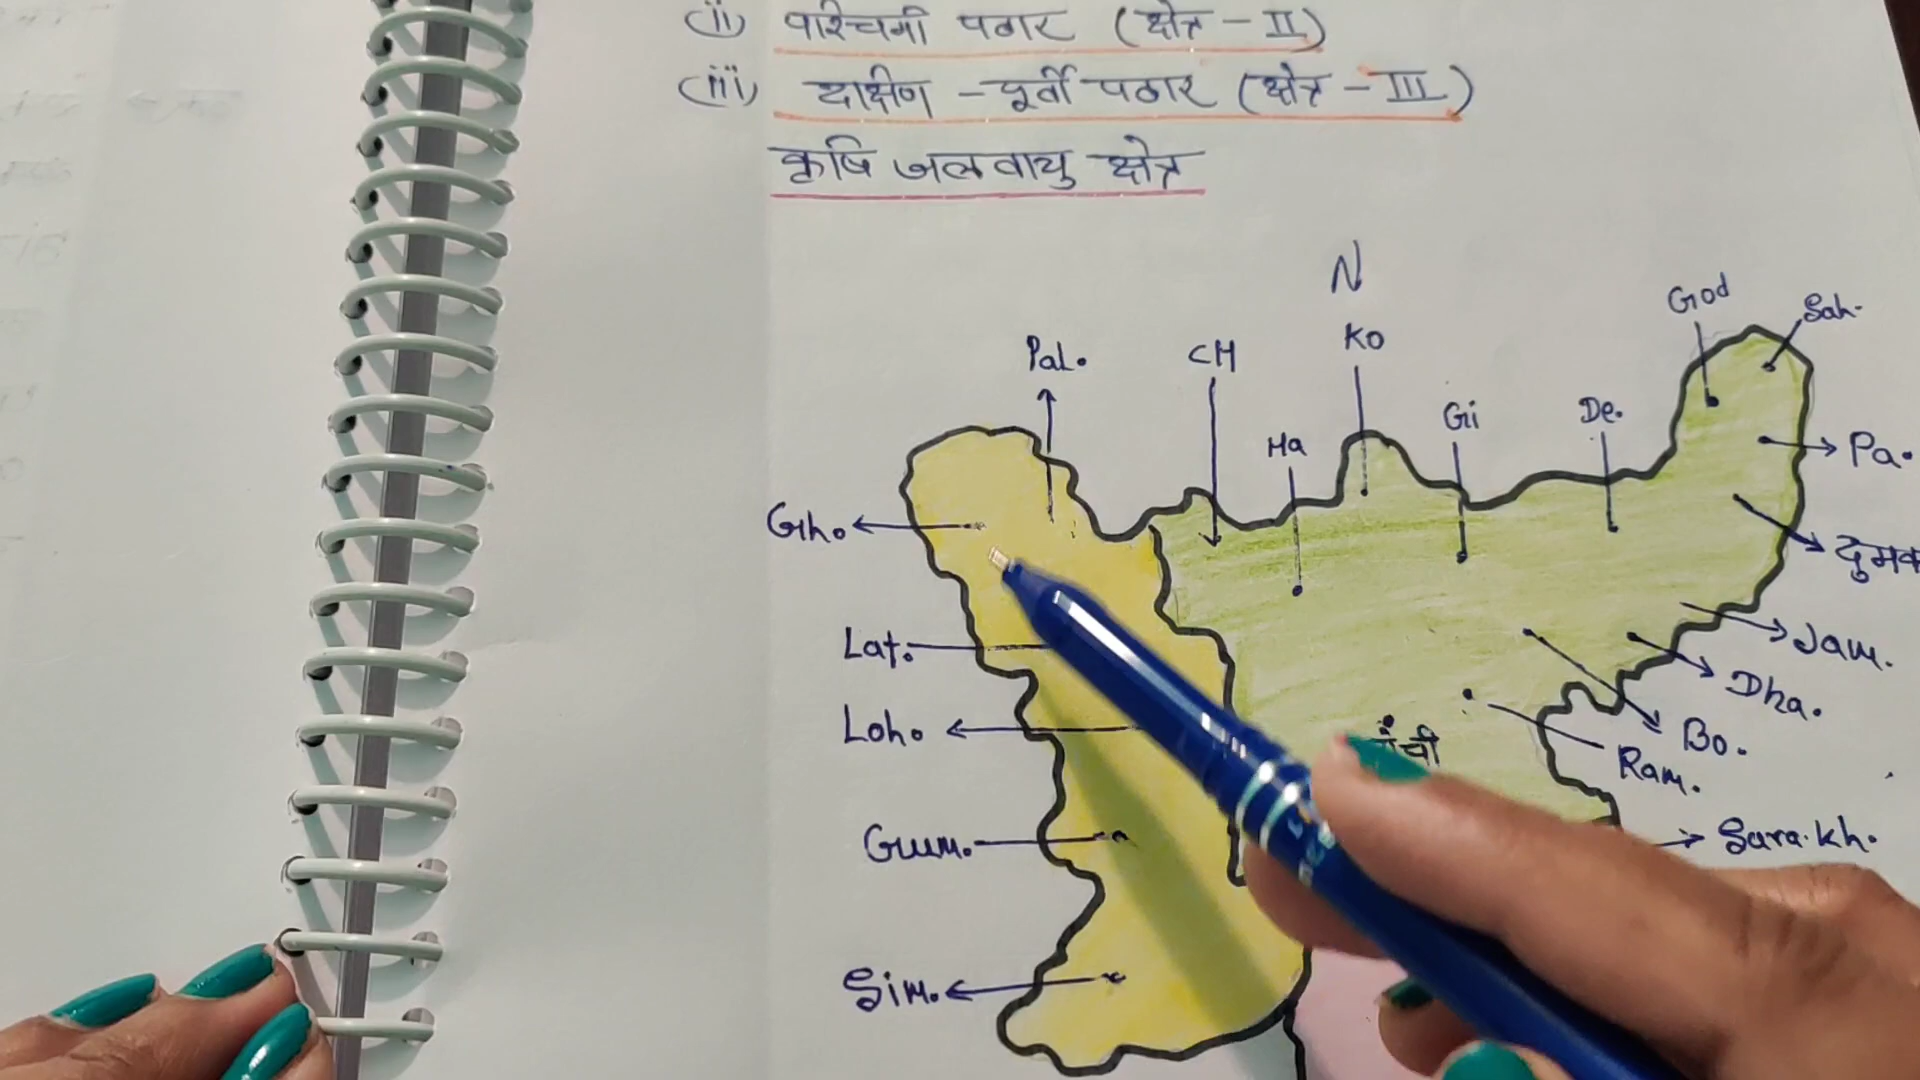 (ii) पश्चिमी पठार (क्षेत्र - II)
(iii) दक्षिण - पूर्वी पठार (क्षेत्र - III)
कृषि जलवायु क्षेत्र
N
God
Sah.
Pal.
CH
Ko
Ha
Gi
De.
Pa.
Gh.
Lat.
Jam.
Dha.
Loh.
Bo.
Ram.
Gum.
Sara.kh.
Sim.